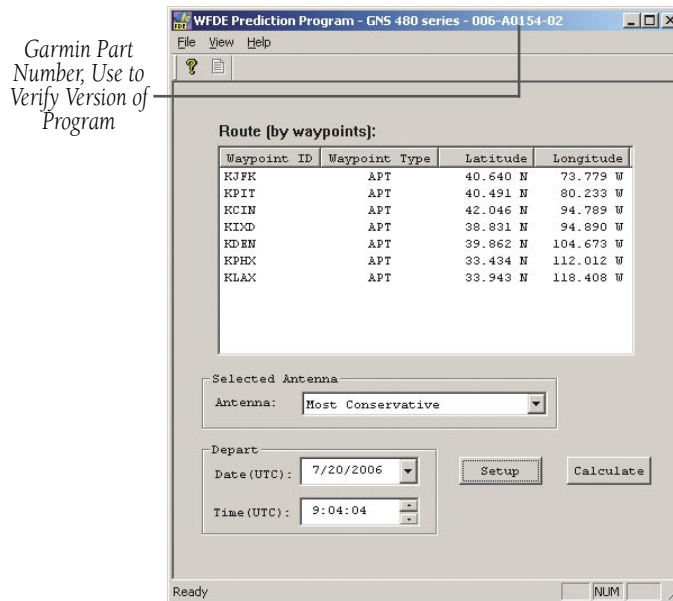 WFDE Prediction Program - GNS 480 series - 006-A0154-02
File View Help
Garmin Part
Number, Use to
Verify Version of
Program
Route (by waypoints):
Waypoint ID Waypoint Type Latitude Longitude
KJFK APT 40.640 N 73.779 W
KPIT APT 40.491 N 80.233 W
KCIN APT 42.046 N 94.789 W
KIXD APT 38.831 N 94.890 W
KDEN APT 39.862 N 104.673 W
KPHX APT 33.434 N 112.012 W
KLAX APT 33.943 N 118.408 W
Selected Antenna
Antenna: Most Conservative
Depart
Date(UTC): 7/20/2006
Setup Calculate
Time(UTC): 9:04:04
Ready NUM